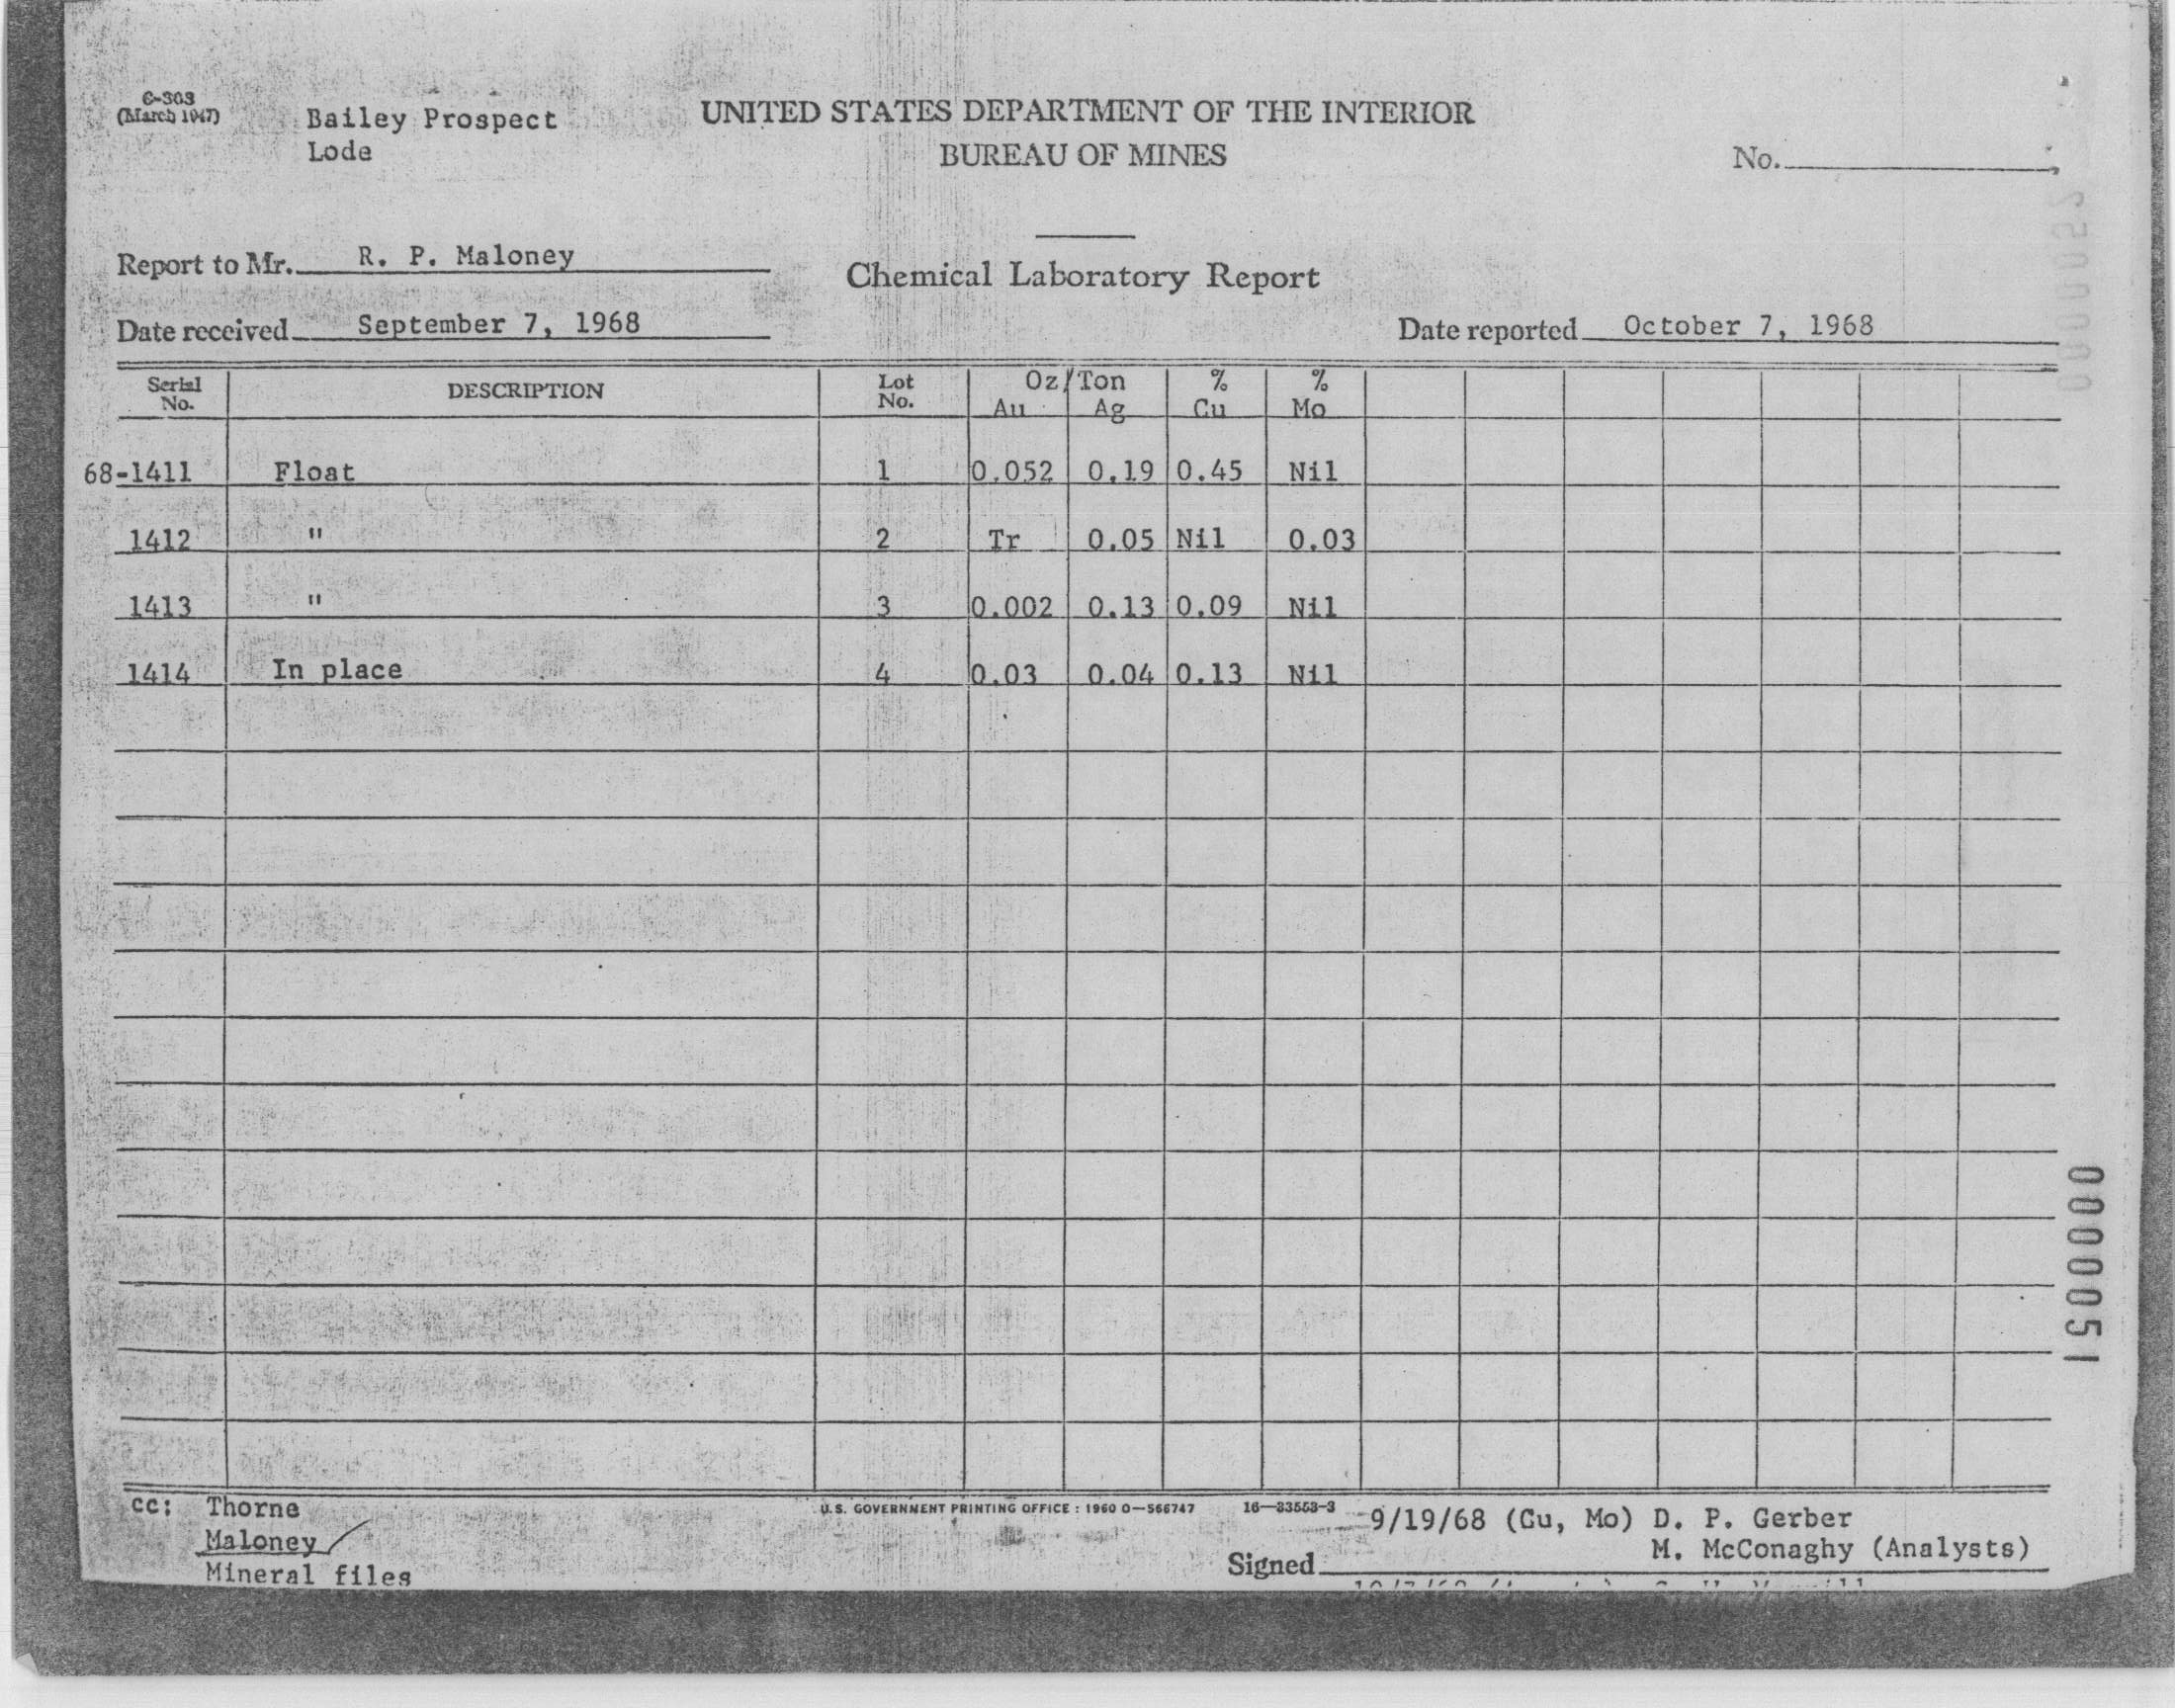 6-303
(March 1947)
Bailey Prospect
Lode
UNITED STATES DEPARTMENT OF THE INTERIOR
BUREAU OF MINES
No.
Report to Mr. R. P. Maloney
Chemical Laboratory Report
Date received September 7, 1968
Date reported October 7, 1968
Serial No. DESCRIPTION Lot No. Oz/Ton Au Ag % Cu % Mo
68-1411 Float 1 0.052 0.19 0.45 Nil
1412 " 2 Tr 0.05 Nil 0.03
1413 " 3 0.002 0.13 0.09 Nil
1414 In place 4 0.03 0.04 0.13 Nil
cc: Thorne
Maloney
Mineral files
U.S. GOVERNMENT PRINTING OFFICE : 1960 O-566747 16-33553-3
9/19/68 (Cu, Mo) D. P. Gerber
M. McConaghy (Analysts)
Signed
0000051
0000052